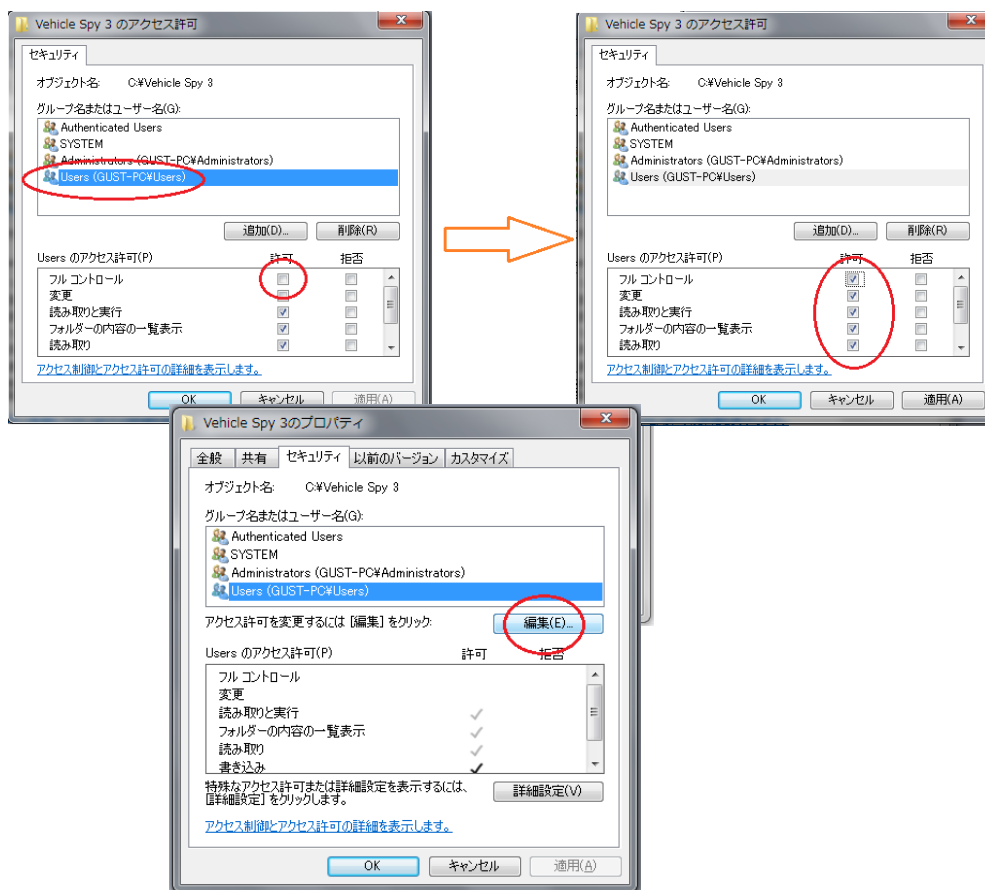 Vehicle Spy 3 のアクセス許可
セキュリティ
オブジェクト名: C:¥Vehicle Spy 3
グループ名またはユーザー名(G):
Authenticated Users
SYSTEM
Administrators (GUST-PC¥Administrators)
Users (GUST-PC¥Users)
追加(D)... 削除(R)
Users のアクセス許可(P) 許可 拒否
フル コントロール
変更
読み取りと実行
フォルダーの内容の一覧表示
読み取り
アクセス制御とアクセス許可の詳細を表示します。
OK キャンセル 適用(A)
Vehicle Spy 3 のアクセス許可
セキュリティ
オブジェクト名: C:¥Vehicle Spy 3
グループ名またはユーザー名(G):
Authenticated Users
SYSTEM
Administrators (GUST-PC¥Administrators)
Users (GUST-PC¥Users)
追加(D)... 削除(R)
Users のアクセス許可(P) 許可 拒否
フル コントロール
変更
読み取りと実行
フォルダーの内容の一覧表示
読み取り
アクセス制御とアクセス許可の詳細を表示します。
OK キャンセル 適用(A)
Vehicle Spy 3のプロパティ
全般 共有 セキュリティ 以前のバージョン カスタマイズ
オブジェクト名: C:¥Vehicle Spy 3
グループ名またはユーザー名(G):
Authenticated Users
SYSTEM
Administrators (GUST-PC¥Administrators)
Users (GUST-PC¥Users)
アクセス許可を変更するには [編集] をクリック: 編集(E)...
Users のアクセス許可(P) 許可 拒否
フル コントロール
変更
読み取りと実行
フォルダーの内容の一覧表示
読み取り
書き込み
特殊なアクセス許可または詳細設定を表示するには、
[詳細設定] をクリックします。 詳細設定(V)
アクセス制御とアクセス許可の詳細を表示します。
OK キャンセル 適用(A)